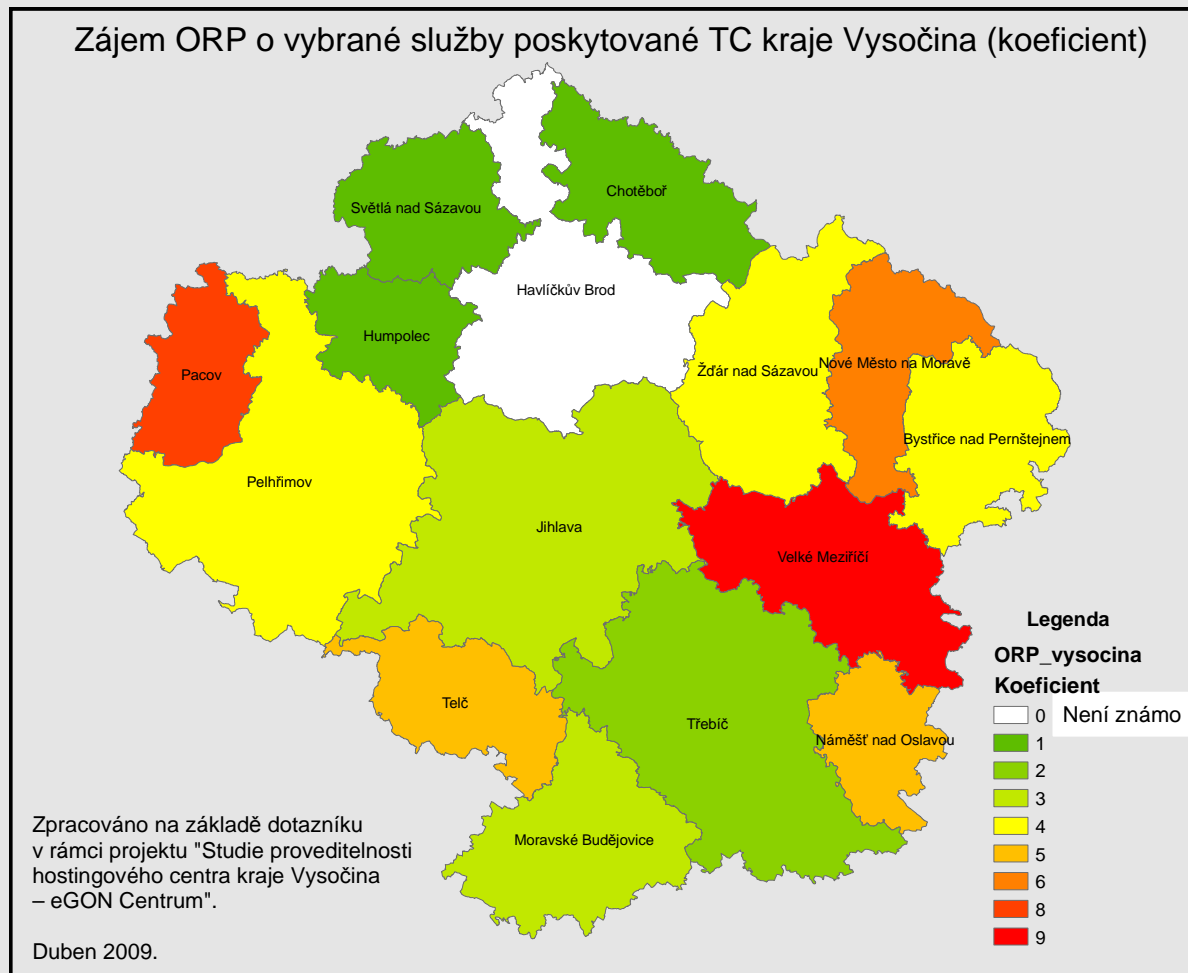 Zájem ORP o vybrané služby poskytované TC kraje Vysočina (koeficient)
Chotěboř
Světlá nad Sázavou
Havlíčkův Brod
Humpolec
Nové Město na Moravě
Žďár nad Sázavou
Pacov
Bystřice nad Pernštejnem
Pelhřimov
Jihlava
Velké Meziříčí
Telč
Třebíč
Náměšť nad Oslavou
Moravské Budějovice
Legenda
ORP_vysocina
Koeficient
0 Není známo
1
2
3
4
5
6
8
9
Zpracováno na základě dotazníku
v rámci projektu "Studie proveditelnosti
hostingového centra kraje Vysočina
– eGON Centrum".
Duben 2009.